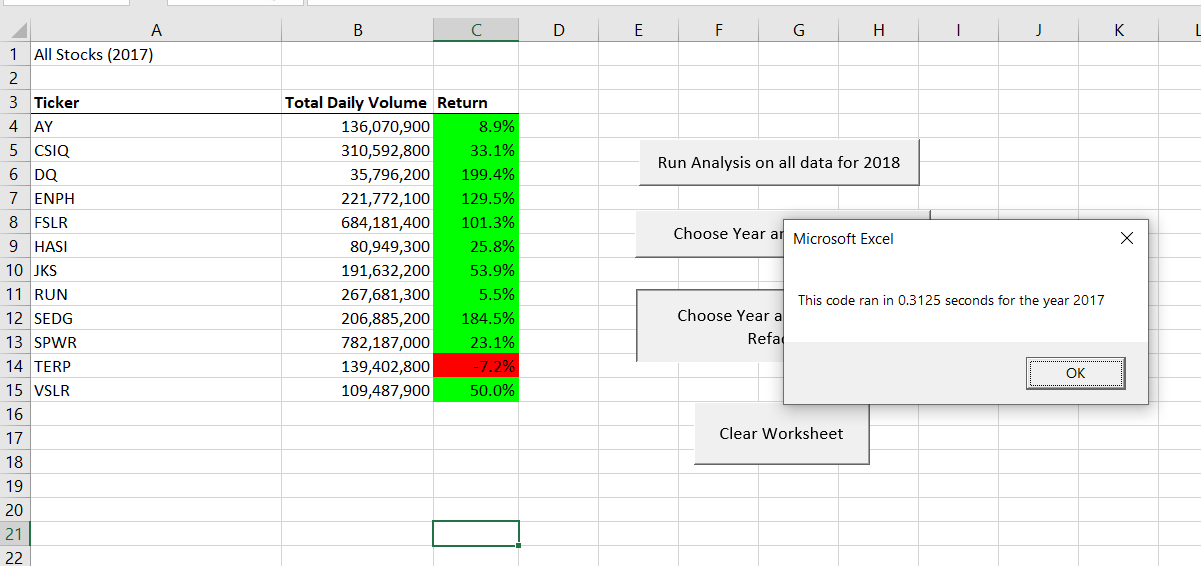 A B C D E F G H I J K
1 All Stocks (2017)
2
3 Ticker Total Daily Volume Return
4 AY 136,070,900 8.9%
5 CSIQ 310,592,800 33.1%
6 DQ 35,796,200 199.4%
7 ENPH 221,772,100 129.5%
8 FSLR 684,181,400 101.3%
9 HASI 80,949,300 25.8%
10 JKS 191,632,200 53.9%
11 RUN 267,681,300 5.5%
12 SEDG 206,885,200 184.5%
13 SPWR 782,187,000 23.1%
14 TERP 139,402,800 -7.2%
15 VSLR 109,487,900 50.0%
16
17
18
19
20
21
22
Run Analysis on all data for 2018
Choose Year
Choose Year
Microsoft Excel
This code ran in 0.3125 seconds for the year 2017
OK
Clear Worksheet